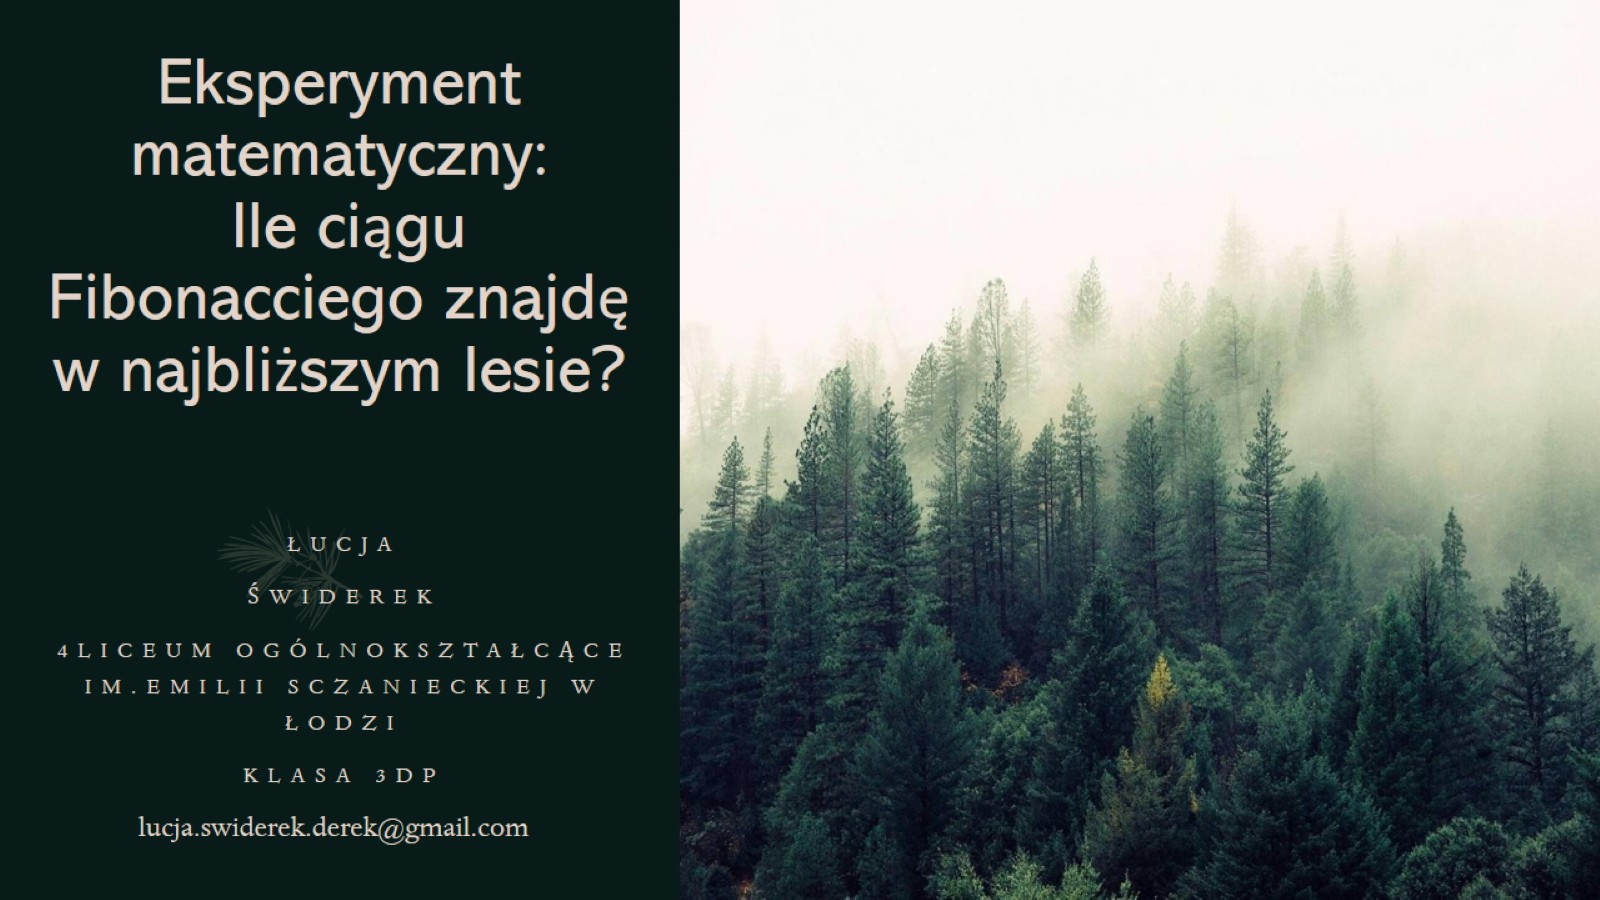 Eksperyment
matematyczny:
Ile ciągu
Fibonacciego znajdę
w najbliższym lesie?
ŁUCJA
ŚWIDEREK
4LICEUM OGÓLNOKSZTAŁCĄCE
IM.EMILII SCZANIECKIEJ W
ŁODZI
KLASA 3DP
lucja.swiderek.derek@gmail.com